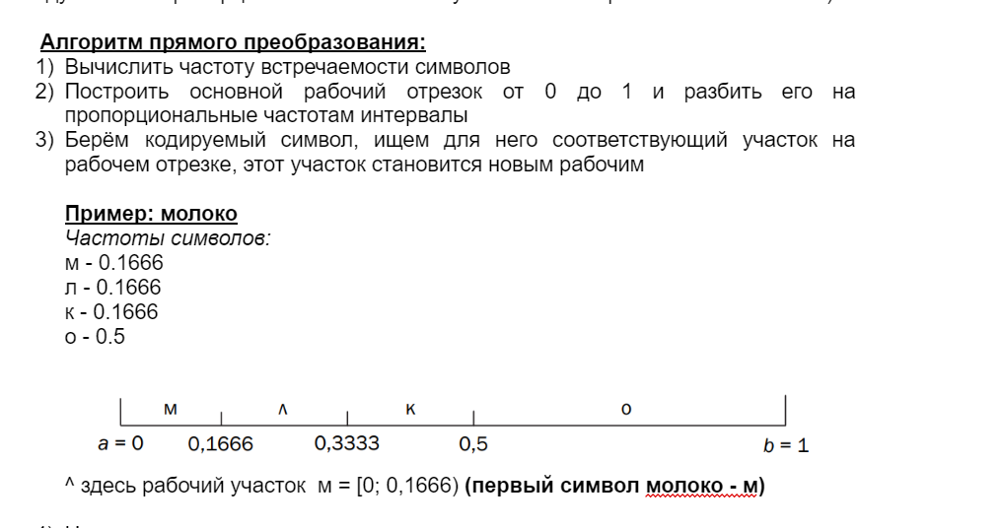 Алгоритм прямого преобразования:
1) Вычислить частоту встречаемости символов
2) Построить основной рабочий отрезок от 0 до 1 и разбить его на
пропорциональные частотам интервалы
3) Берём кодируемый символ, ищем для него соответствующий участок на
рабочем отрезке, этот участок становится новым рабочим
Пример: молоко
Частоты символов:
м - 0.1666
л - 0.1666
к - 0.1666
о - 0.5
м л к о
a = 0 0,1666 0,3333 0,5 b = 1
^ здесь рабочий участок м = [0; 0,1666) (первый символ молоко - м)